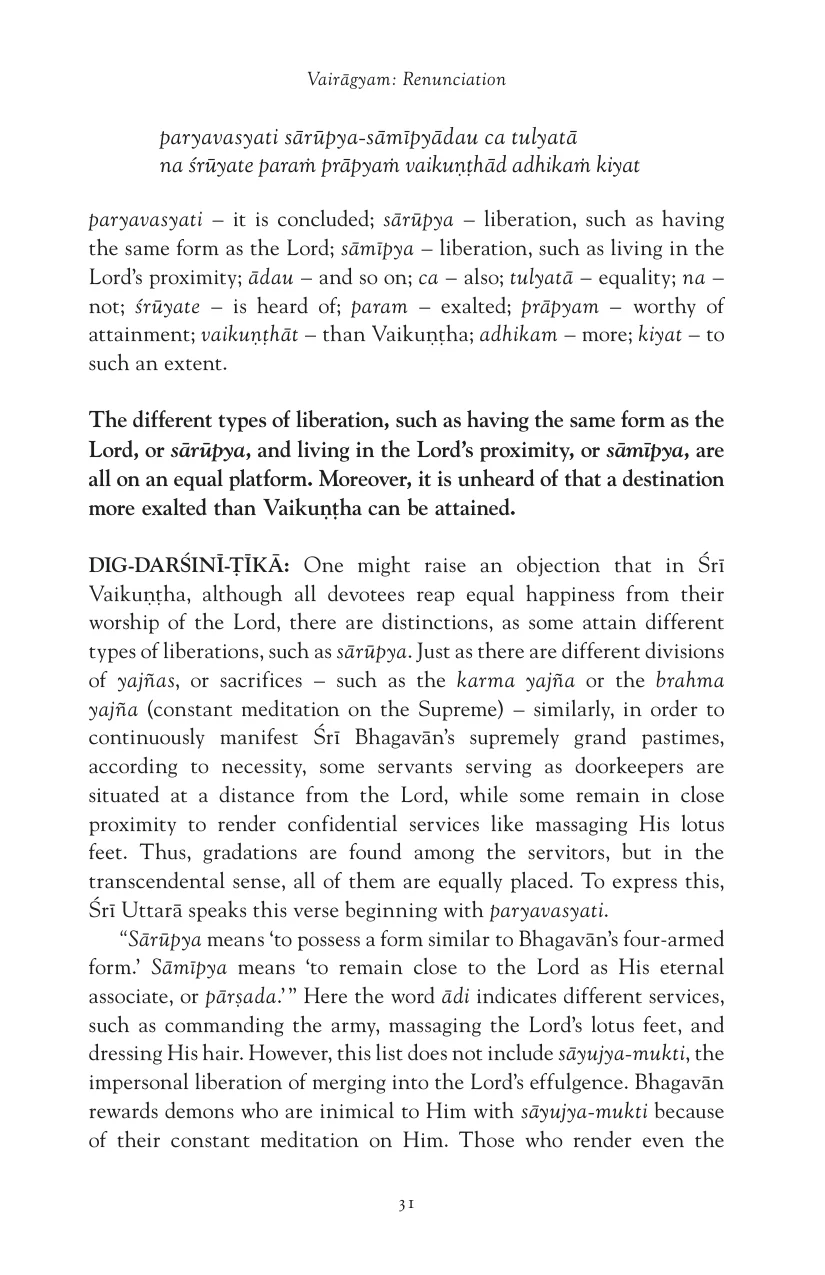 Vairāgyam: Renunciation
paryavasyati sārūpya-sāmīpyādau ca tulyatā
na śrūyate paraṁ prāpyaṁ vaikuṇṭhād adhikaṁ kiyat
paryavasyati – it is concluded; sārūpya – liberation, such as having
the same form as the Lord; sāmīpya – liberation, such as living in the
Lord’s proximity; ādau – and so on; ca – also; tulyatā – equality; na –
not; śrūyate – is heard of; param – exalted; prāpyam – worthy of
attainment; vaikuṇṭhāt – than Vaikuṇṭha; adhikam – more; kiyat – to
such an extent.
The different types of liberation, such as having the same form as the
Lord, or sārūpya, and living in the Lord’s proximity, or sāmīpya, are
all on an equal platform. Moreover, it is unheard of that a destination
more exalted than Vaikuṇṭha can be attained.
DIG-DARŚINĪ-ṬĪKĀ: One might raise an objection that in Śrī
Vaikuṇṭha, although all devotees reap equal happiness from their
worship of the Lord, there are distinctions, as some attain different
types of liberations, such as sārūpya. Just as there are different divisions
of yajñas, or sacrifices – such as the karma yajña or the brahma
yajña (constant meditation on the Supreme) – similarly, in order to
continuously manifest Śrī Bhagavān’s supremely grand pastimes,
according to necessity, some servants serving as doorkeepers are
situated at a distance from the Lord, while some remain in close
proximity to render confidential services like massaging His lotus
feet. Thus, gradations are found among the servitors, but in the
transcendental sense, all of them are equally placed. To express this,
Śrī Uttarā speaks this verse beginning with paryavasyati.
“Sārūpya means ‘to possess a form similar to Bhagavān’s four-armed
form.’ Sāmīpya means ‘to remain close to the Lord as His eternal
associate, or pārṣada.’ ” Here the word ādi indicates different services,
such as commanding the army, massaging the Lord’s lotus feet, and
dressing His hair. However, this list does not include sāyujya-mukti, the
impersonal liberation of merging into the Lord’s effulgence. Bhagavān
rewards demons who are inimical to Him with sāyujya-mukti because
of their constant meditation on Him. Those who render even the
31